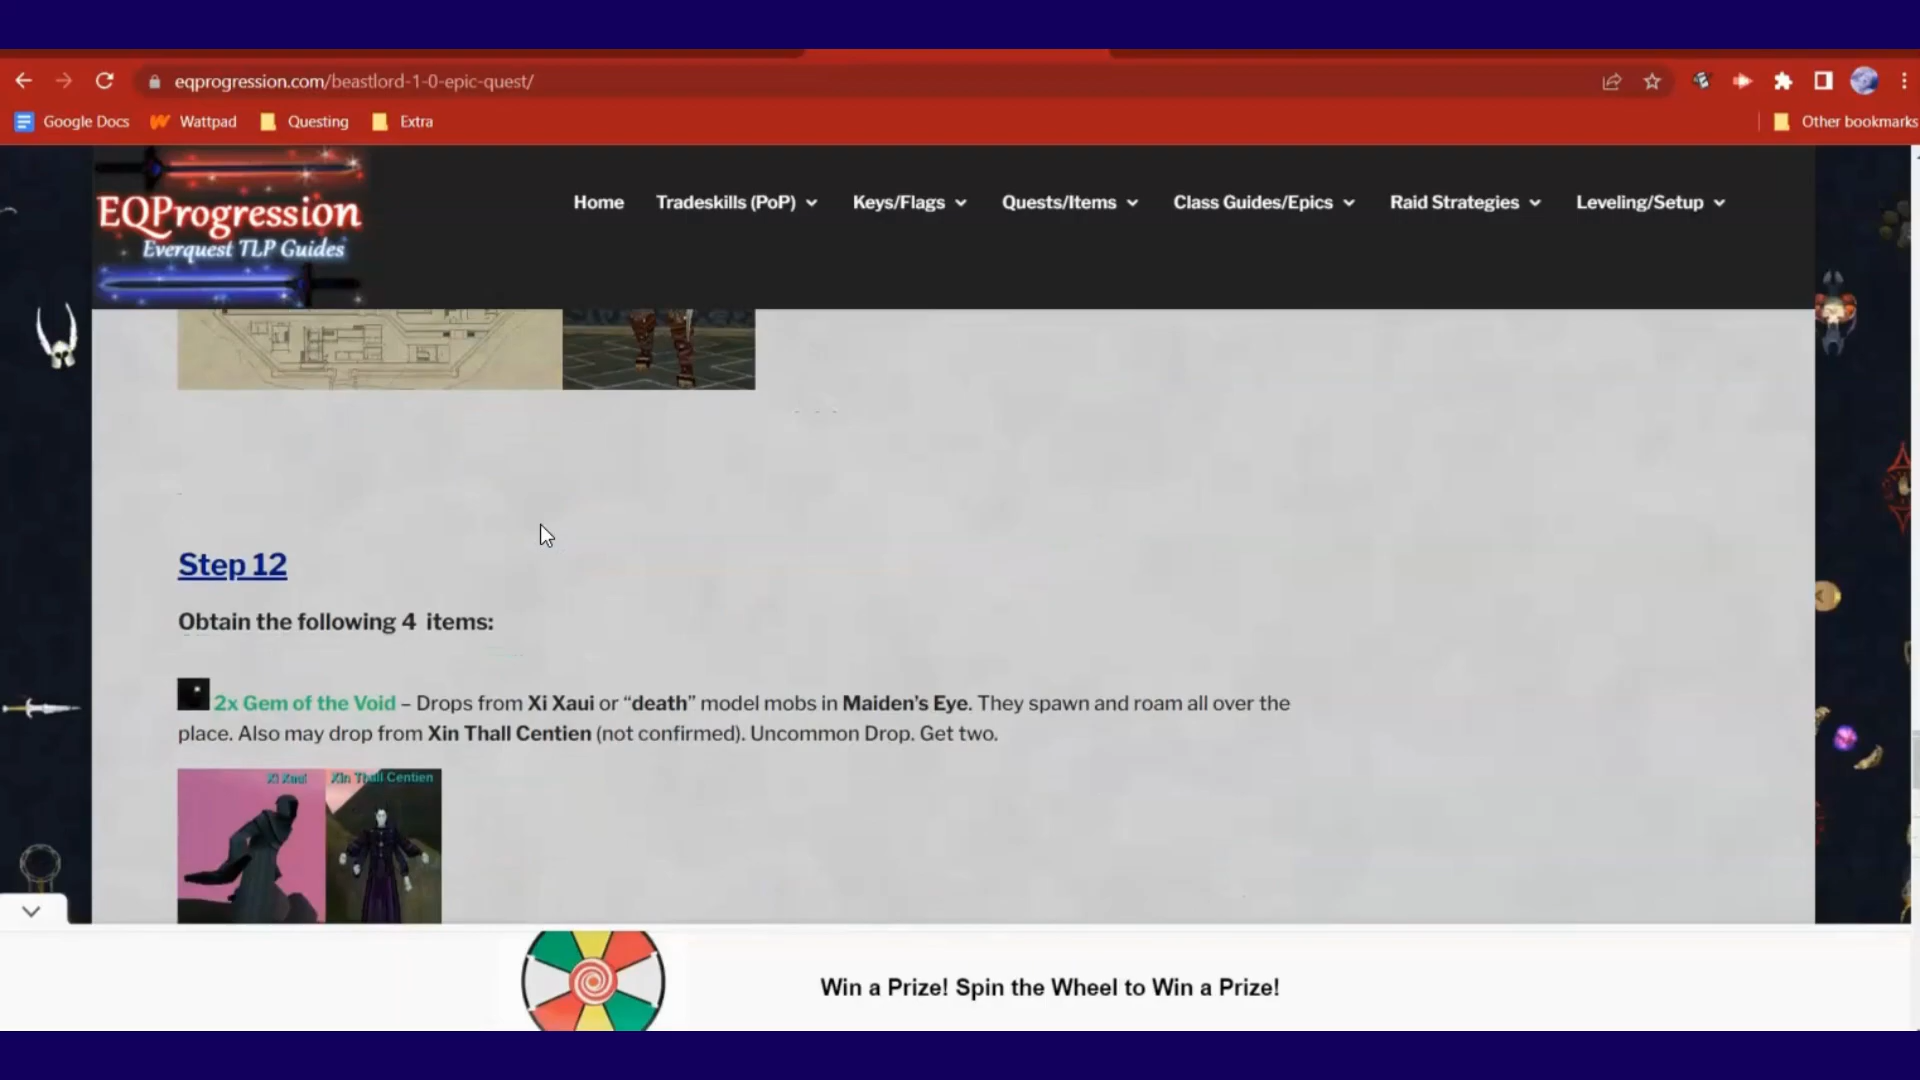 eqprogression.com/beastlord-1-0-epic-quest/
Google Docs
Wattpad
Questing
Extra
Other bookmarks
EQProgression
Everquest TLP Guides
Home
Tradeskills (PoP)
Keys/Flags
Quests/Items
Class Guides/Epics
Raid Strategies
Leveling/Setup
Step 12
Obtain the following 4 items:
2x Gem of the Void – Drops from Xi Xaui or “death” model mobs in Maiden’s Eye. They spawn and roam all over the
place. Also may drop from Xin Thall Centien (not confirmed). Uncommon Drop. Get two.
Xi Xaui
Xin Thall Centien
Win a Prize! Spin the Wheel to Win a Prize!